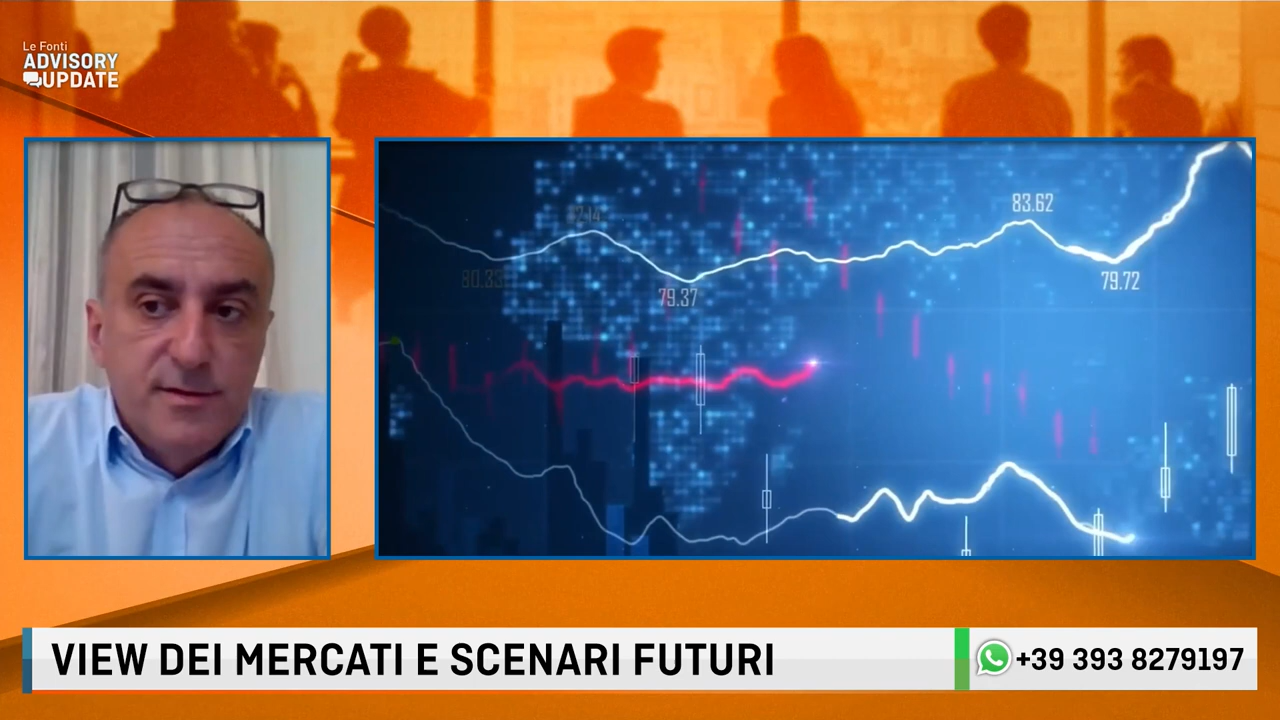 Le Fonti
ADVISORY
UPDATE
83.62
80.33
79.37
79.72
VIEW DEI MERCATI E SCENARI FUTURI
+39 393 8279197